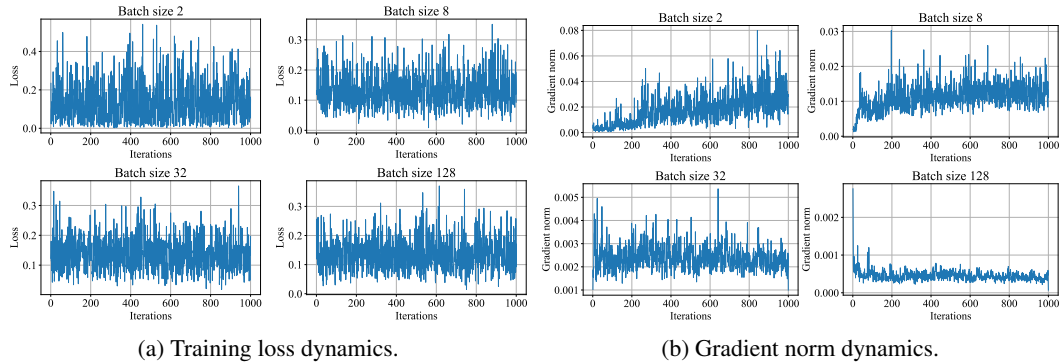 Batch size 2
Loss
0.4
0.2
0.0
0 200 400 600 800 1000
Iterations
Batch size 8
0.3
0.2
0.1
0.0
0 200 400 600 800 1000
Iterations
Batch size 32
Loss
0.3
0.2
0.1
0 200 400 600 800 1000
Iterations
Batch size 128
0.3
0.2
0.1
0.0
0 200 400 600 800 1000
Iterations
(a) Training loss dynamics.
Batch size 2
Gradient norm
0.08
0.06
0.04
0.02
0.00
0 200 400 600 800 1000
Iterations
Batch size 8
Gradient norm
0.03
0.02
0.01
0.00
0 200 400 600 800 1000
Iterations
Batch size 32
Gradient norm
0.005
0.004
0.003
0.002
0.001
0 200 400 600 800 1000
Iterations
Batch size 128
Gradient norm
0.002
0.001
0.000
0 200 400 600 800 1000
Iterations
(b) Gradient norm dynamics.